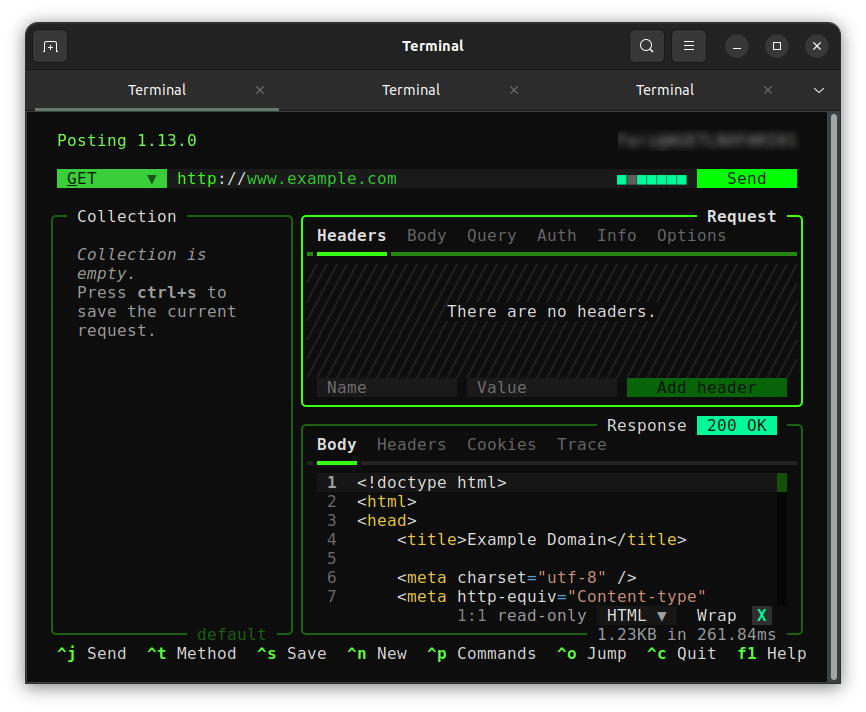 Terminal
Terminal
Terminal
Terminal
Posting 1.13.0
GET ▼ http://www.example.com Send
Collection
Collection is
empty.
Press ctrl+s to
save the current
request.
default
Request
Headers Body Query Auth Info Options
There are no headers.
Name Value Add header
Response 200 OK
Body Headers Cookies Trace
1 <!doctype html>
2 <html>
3 <head>
4 <title>Example Domain</title>
5
6 <meta charset="utf-8" />
7 <meta http-equiv="Content-type"
1:1 read-only HTML ▼ Wrap X
1.23KB in 261.84ms
^j Send ^t Method ^s Save ^n New ^p Commands ^o Jump ^c Quit f1 Help